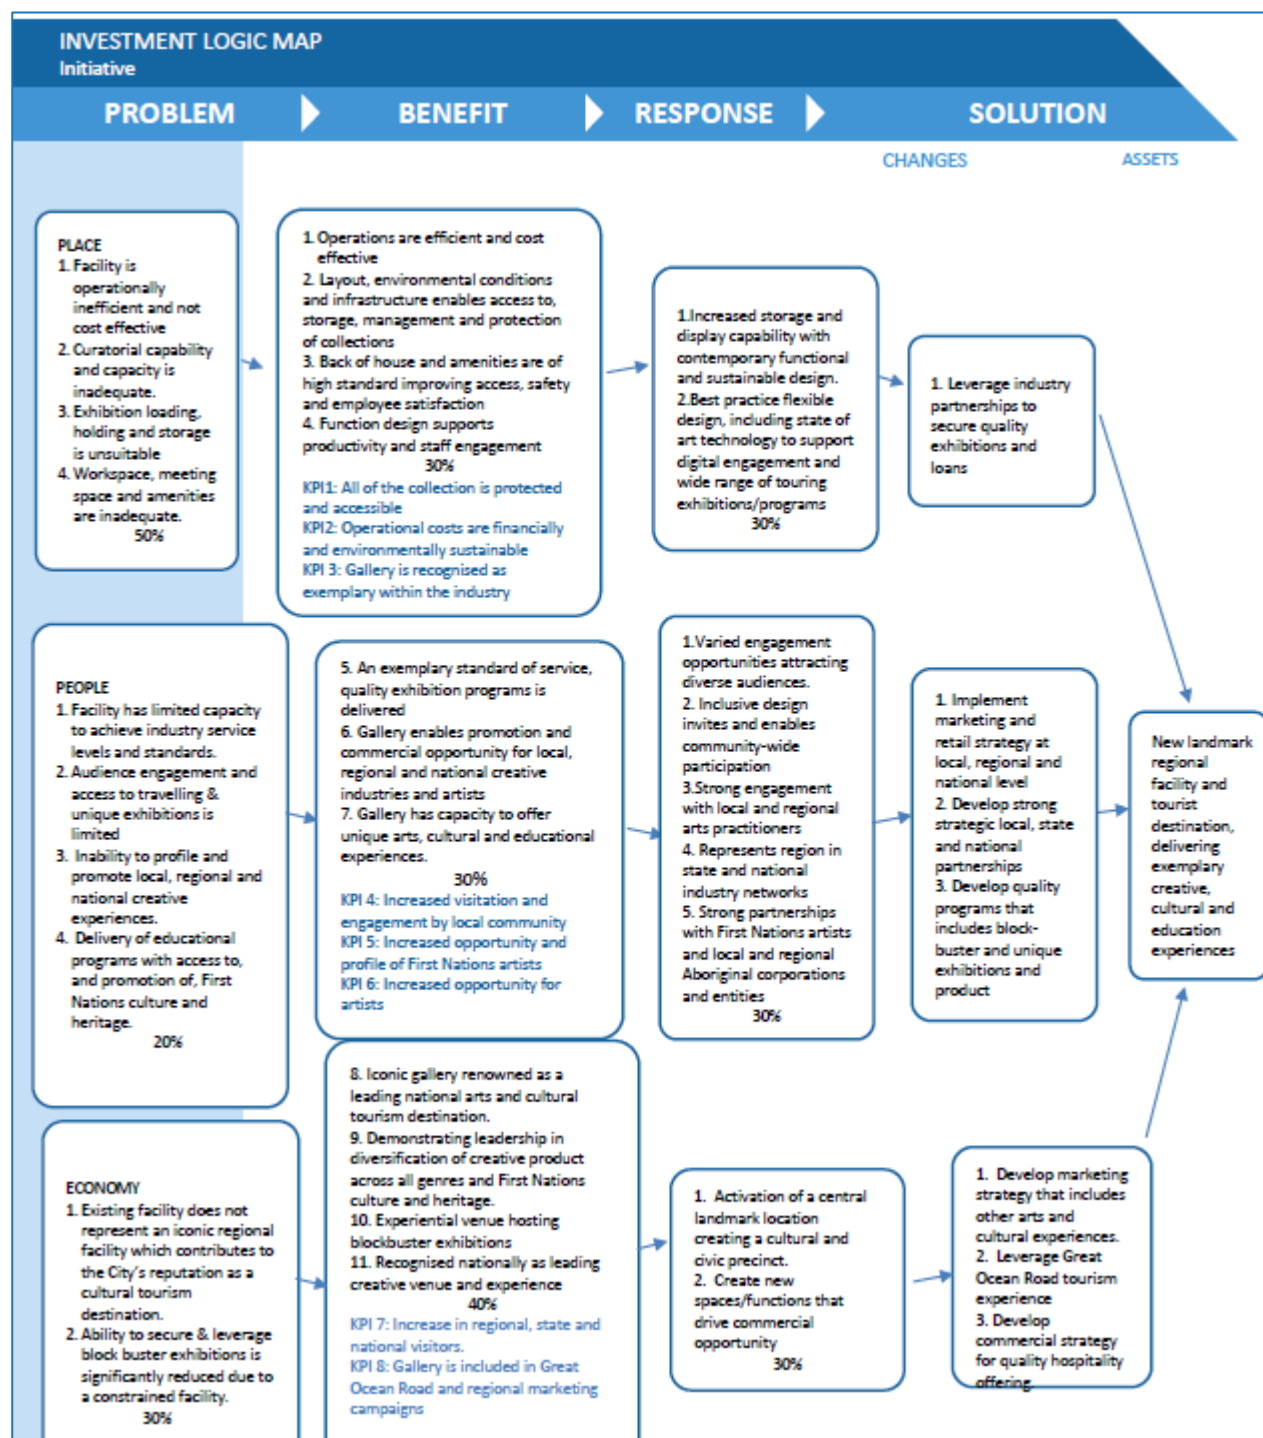 INVESTMENT LOGIC MAP
Initiative
PROBLEM
BENEFIT
RESPONSE
SOLUTION
CHANGES
ASSETS
PLACE
1. Facility is
operationally
inefficient and not
cost effective
2. Curatorial capability
and capacity is
inadequate.
3. Exhibition loading,
holding and storage
is unsuitable
4. Workspace, meeting
space and amenities
are inadequate.
50%
1. Operations are efficient and cost
effective
2. Layout, environmental conditions
and infrastructure enables access to,
storage, management and protection
of collections
3. Back of house and amenities are of
high standard improving access, safety
and employee satisfaction
4. Function design supports
productivity and staff engagement
30%
KPI1: All of the collection is protected
and accessible
KPI2: Operational costs are financially
and environmentally sustainable
KPI 3: Gallery is recognised as
exemplary within the industry
1.Increased storage and
display capability with
contemporary functional
and sustainable design.
2.Best practice flexible
design, including state of
art technology to support
digital engagement and
wide range of touring
exhibitions/programs
30%
1. Leverage industry
partnerships to
secure quality
exhibitions and
loans
PEOPLE
1. Facility has limited capacity
to achieve industry service
levels and standards.
2. Audience engagement and
access to travelling &
unique exhibitions is
limited
3. Inability to profile and
promote local, regional and
national creative
experiences.
4. Delivery of educational
programs with access to,
and promotion of, First
Nations culture and
heritage.
20%
5. An exemplary standard of service,
quality exhibition programs is
delivered
6. Gallery enables promotion and
commercial opportunity for local,
regional and national creative
industries and artists
7. Gallery has capacity to offer
unique arts, cultural and educational
experiences.
30%
KPI 4: Increased visitation and
engagement by local community
KPI 5: Increased opportunity and
profile of First Nations artists
KPI 6: Increased opportunity for
artists
1.Varied engagement
opportunities attracting
diverse audiences.
2. Inclusive design
invites and enables
community-wide
participation
3.Strong engagement
with local and regional
arts practitioners
4. Represents region in
state and national
industry networks
5. Strong partnerships
with First Nations artists
and local and regional
Aboriginal corporations
and entities
30%
1. Implement
marketing and
retail strategy at
local, regional and
national level
2. Develop strong
strategic local, state
and national
partnerships
3. Develop quality
programs that
includes block-
buster and unique
exhibitions and
product
New landmark
regional
facility and
tourist
destination,
delivering
exemplary
creative,
cultural and
education
experiences
ECONOMY
1. Existing facility does not
represent an iconic regional
facility which contributes to
the City's reputation as a
cultural tourism
destination.
2. Ability to secure & leverage
block buster exhibitions is
significantly reduced due to
a constrained facility.
30%
8. Iconic gallery renowned as a
leading national arts and cultural
tourism destination.
9. Demonstrating leadership in
diversification of creative product
across all genres and First Nations
culture and heritage.
10. Experiential venue hosting
blockbuster exhibitions
11. Recognised nationally as leading
creative venue and experience
40%
KPI 7: Increase in regional, state and
national visitors.
KPI 8: Gallery is included in Great
Ocean Road and regional marketing
campaigns
1. Activation of a central
landmark location
creating a cultural and
civic precinct.
2. Create new
spaces/functions that
drive commercial
opportunity
30%
1. Develop marketing
strategy that includes
other arts and
cultural experiences.
2. Leverage Great
Ocean Road tourism
experience
3. Develop
commercial strategy
for quality hospitality
offering.